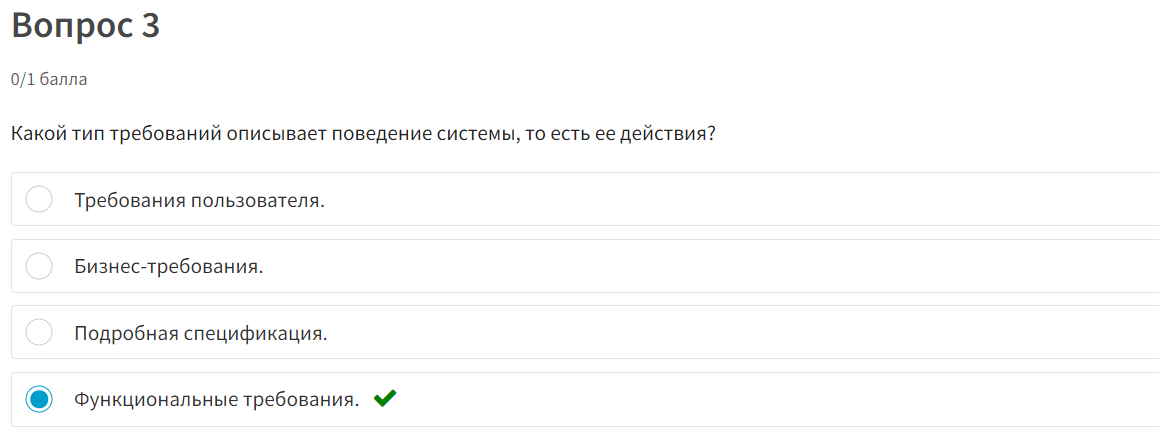 Вопрос 3
0/1 балла
Какой тип требований описывает поведение системы, то есть ее действия?
Требования пользователя.
Бизнес-требования.
Подробная спецификация.
Функциональные требования.